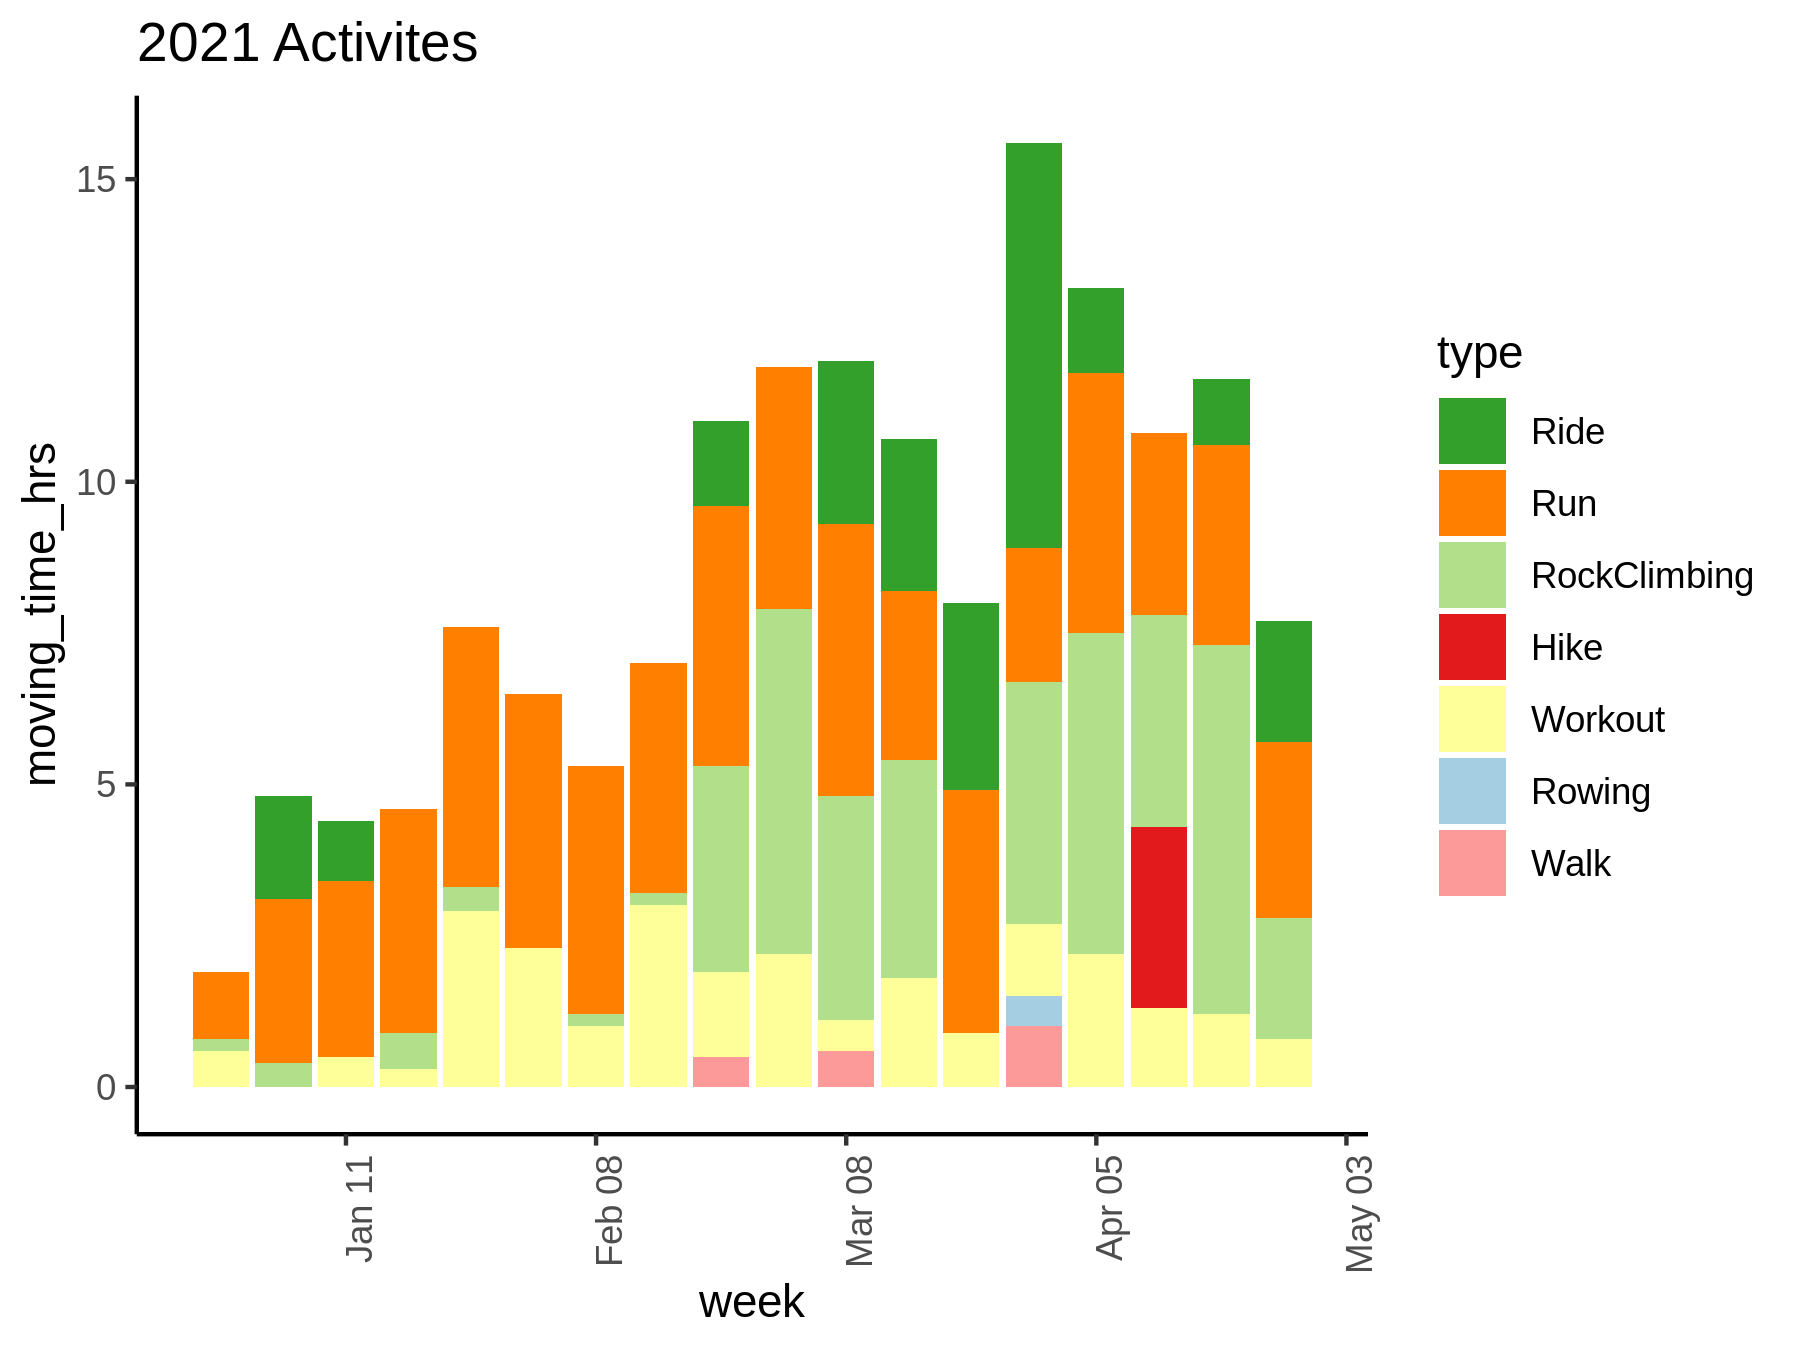 2021 Activites
moving_time_hrs
15
10
5
0
Jan 11
Feb 08
Mar 08
Apr 05
May 03
week
type
Ride
Run
RockClimbing
Hike
Workout
Rowing
Walk